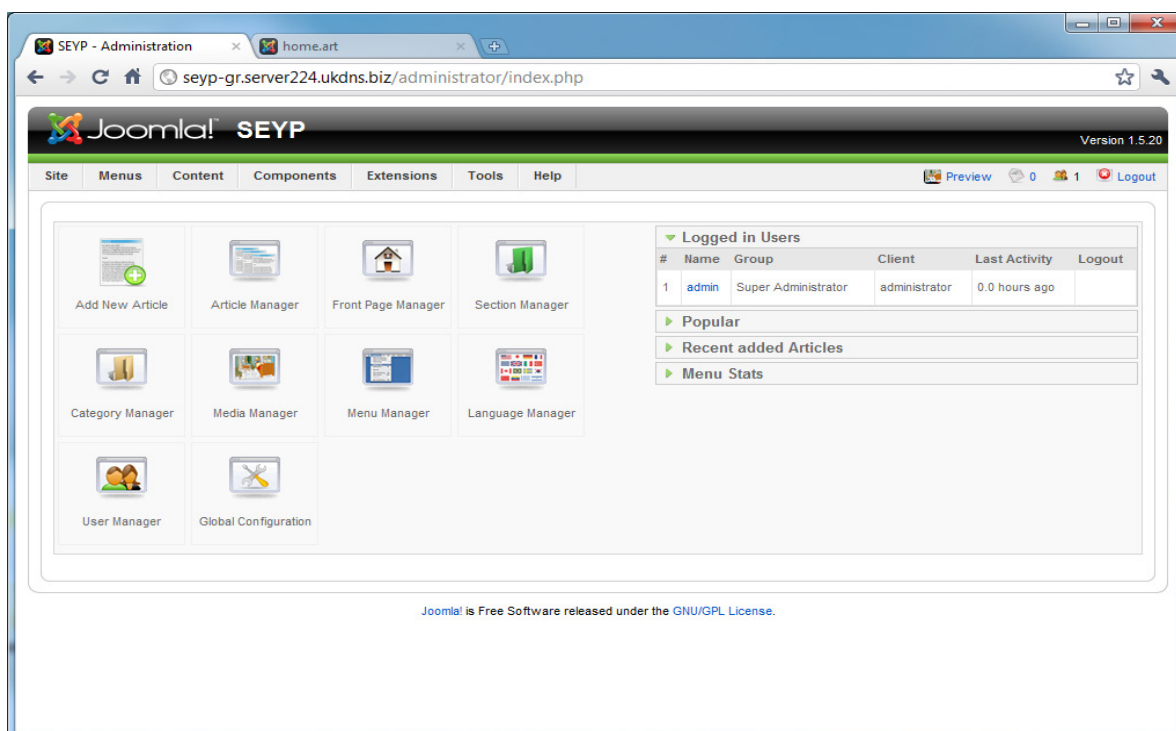 SEYP - Administration
home.art
seyp-gr.server224.ukdns.biz/administrator/index.php
Joomla!™ SEYP
Version 1.5.20
Site Menus Content Components Extensions Tools Help Preview 0 1 Logout
Add New Article Article Manager Front Page Manager Section Manager
Category Manager Media Manager Menu Manager Language Manager
User Manager Global Configuration
Logged in Users
# Name Group Client Last Activity Logout
1 admin Super Administrator administrator 0.0 hours ago
Popular
Recent added Articles
Menu Stats
Joomla! is Free Software released under the GNU/GPL License.